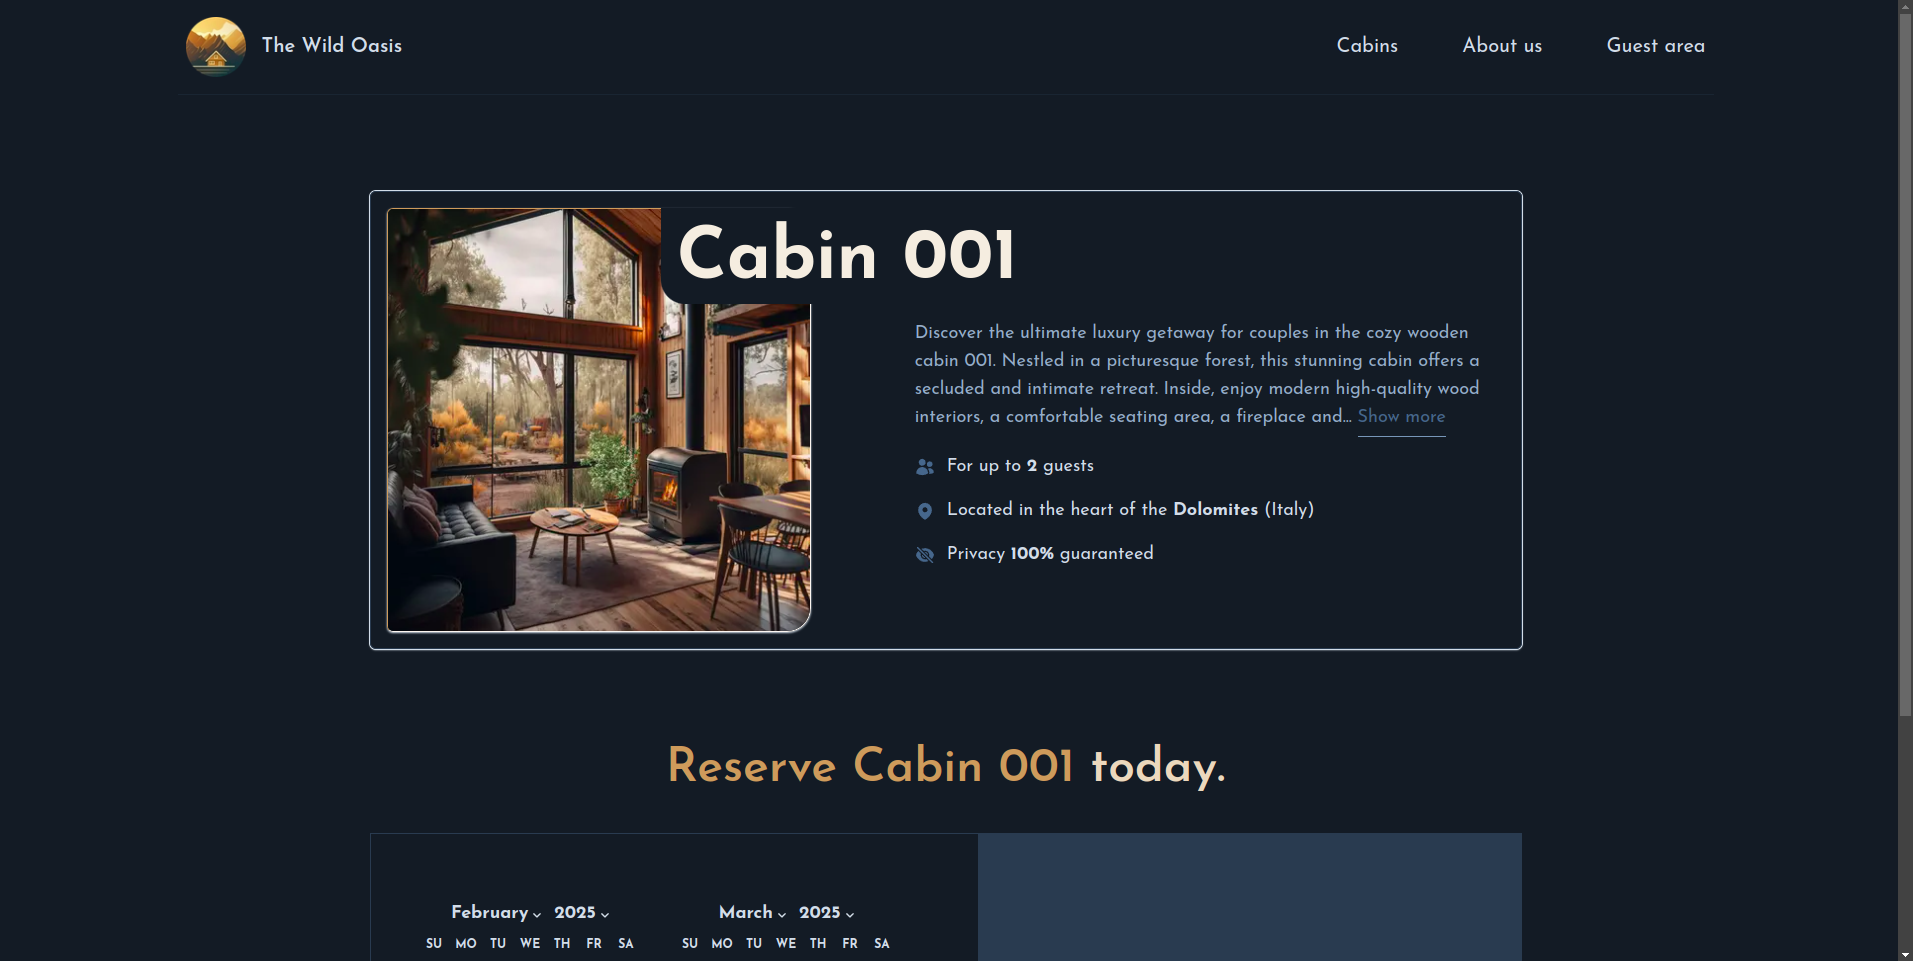 The Wild Oasis
Cabins
About us
Guest area
Cabin 001
Discover the ultimate luxury getaway for couples in the cozy wooden
cabin 001. Nestled in a picturesque forest, this stunning cabin offers a
secluded and intimate retreat. Inside, enjoy modern high-quality wood
interiors, a comfortable seating area, a fireplace and... Show more
For up to 2 guests
Located in the heart of the Dolomites (Italy)
Privacy 100% guaranteed
Reserve Cabin 001 today.
February 2025
SU MO TU WE TH FR SA
March 2025
SU MO TU WE TH FR SA